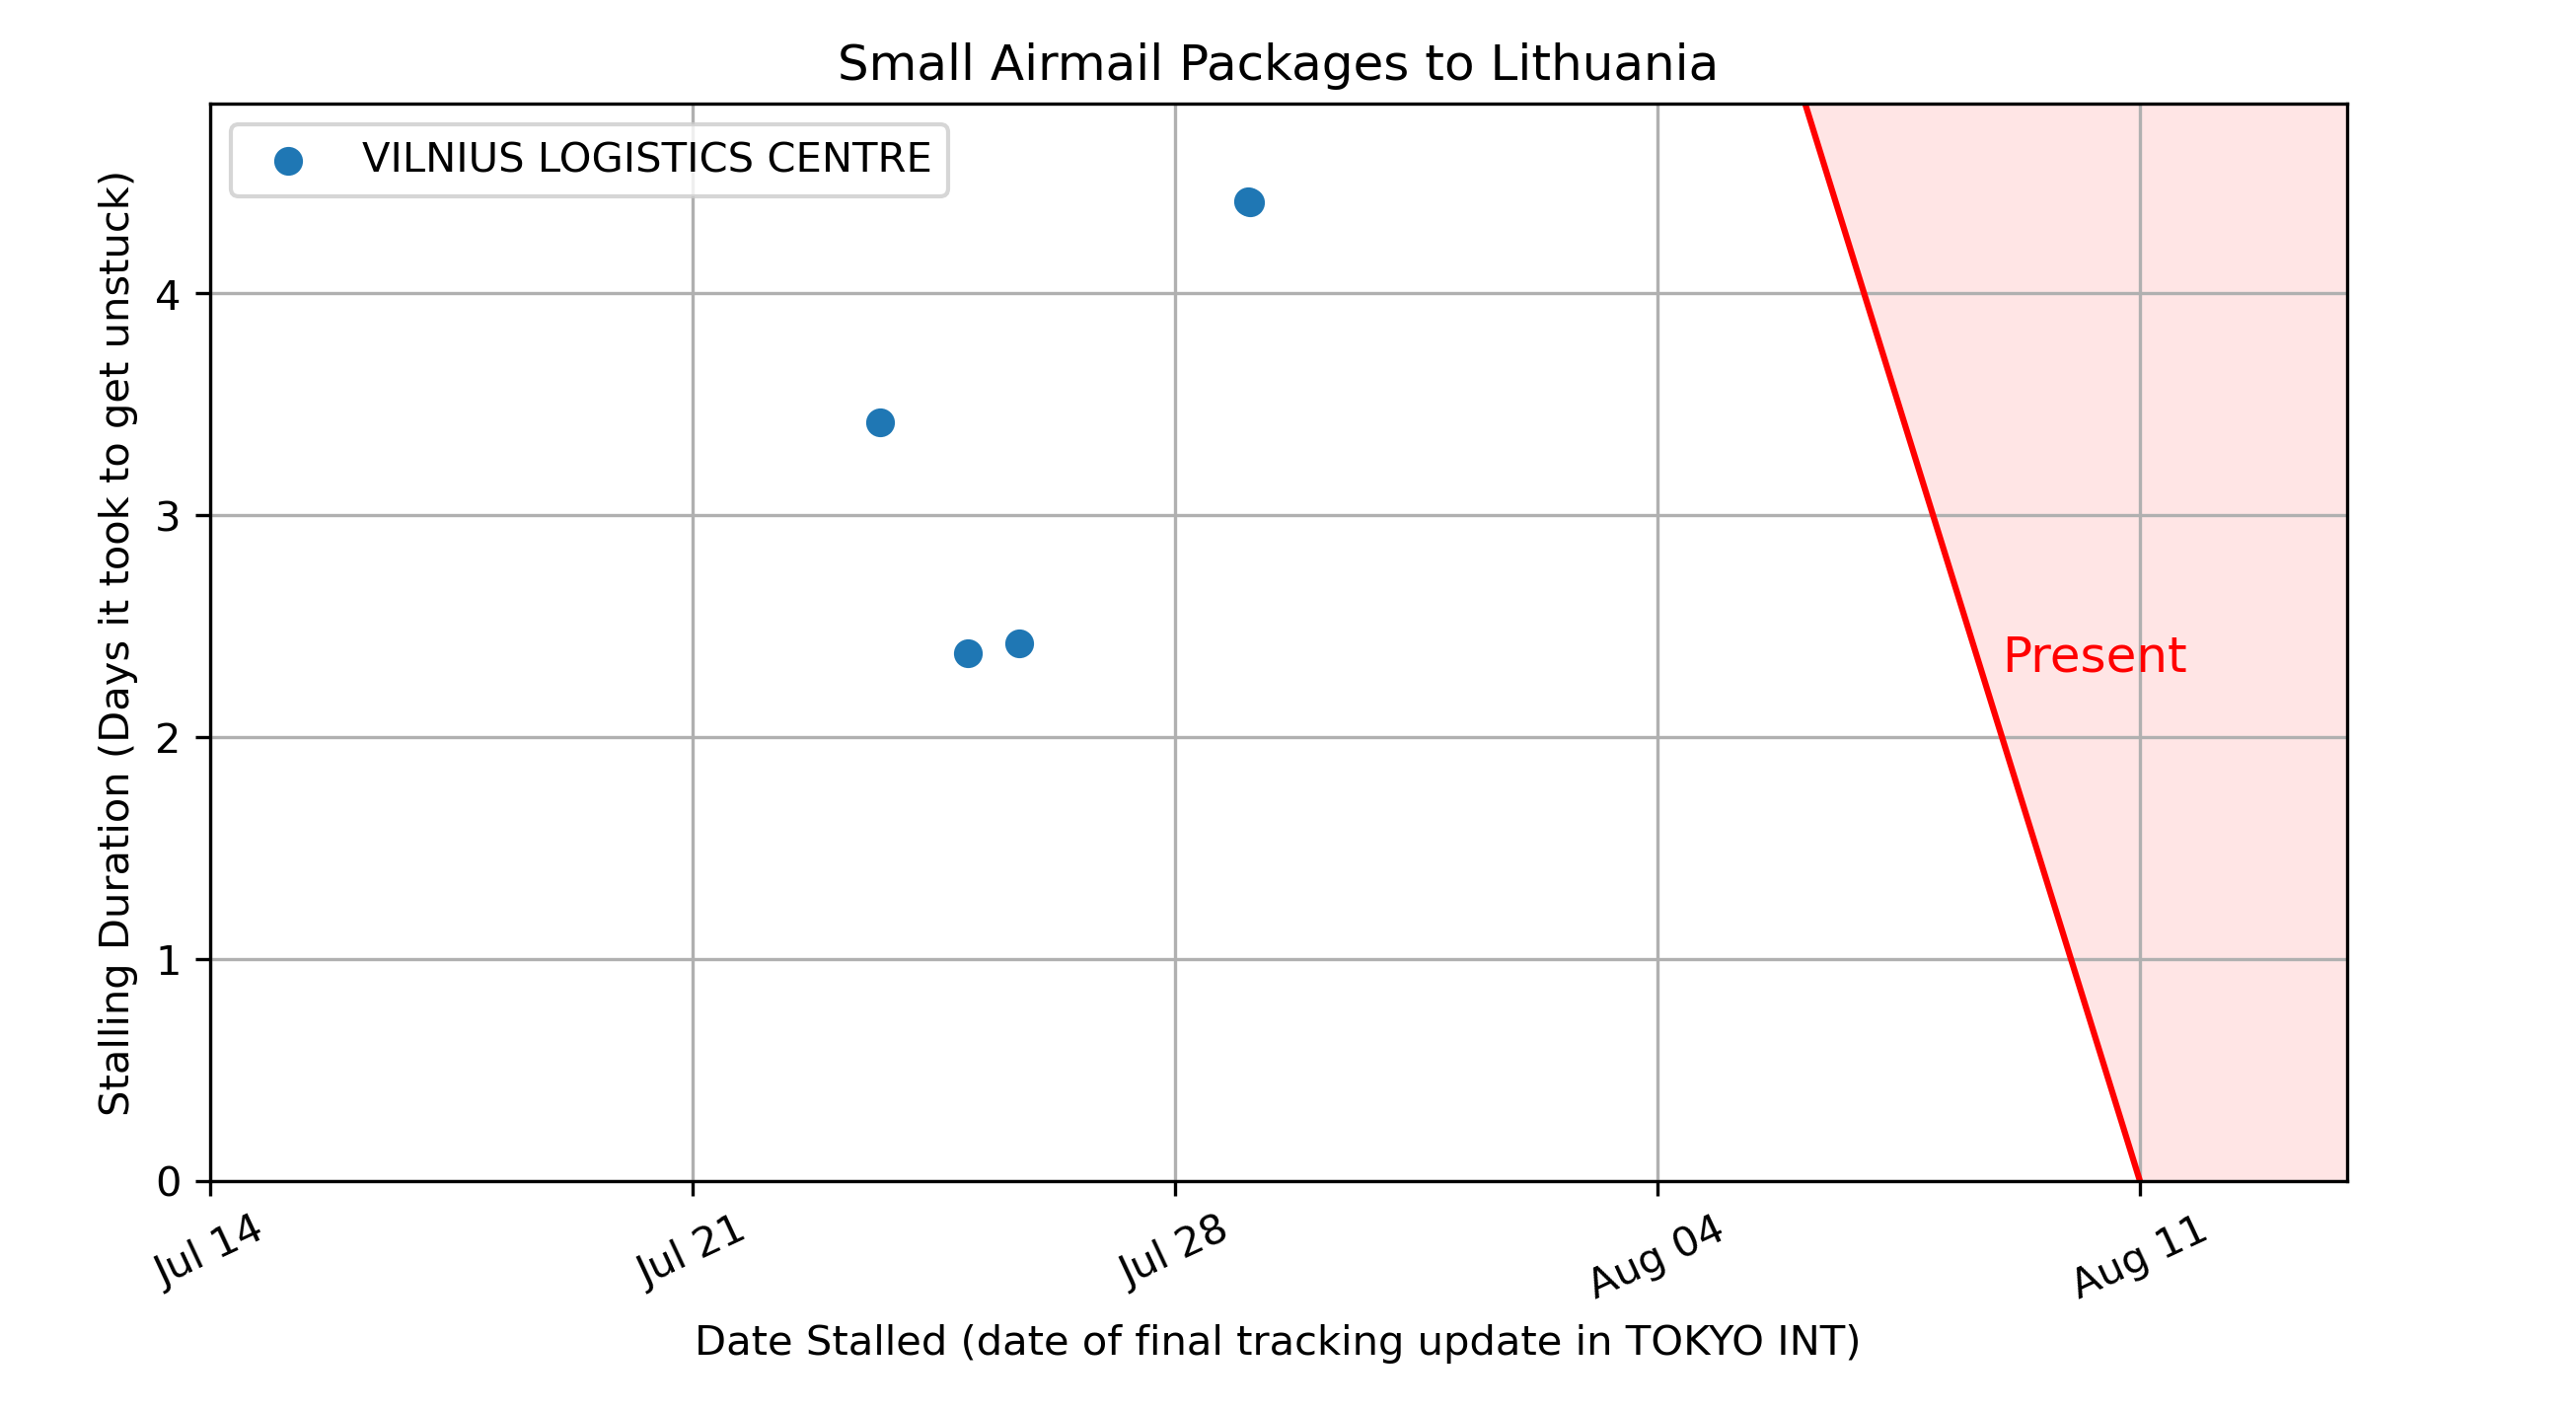 Small Airmail Packages to Lithuania
VILNIUS LOGISTICS CENTRE
Stalling Duration (Days it took to get unstuck)
4
3
2
1
0
Present
Jul 14
Jul 21
Jul 28
Aug 04
Aug 11
Date Stalled (date of final tracking update in TOKYO INT)